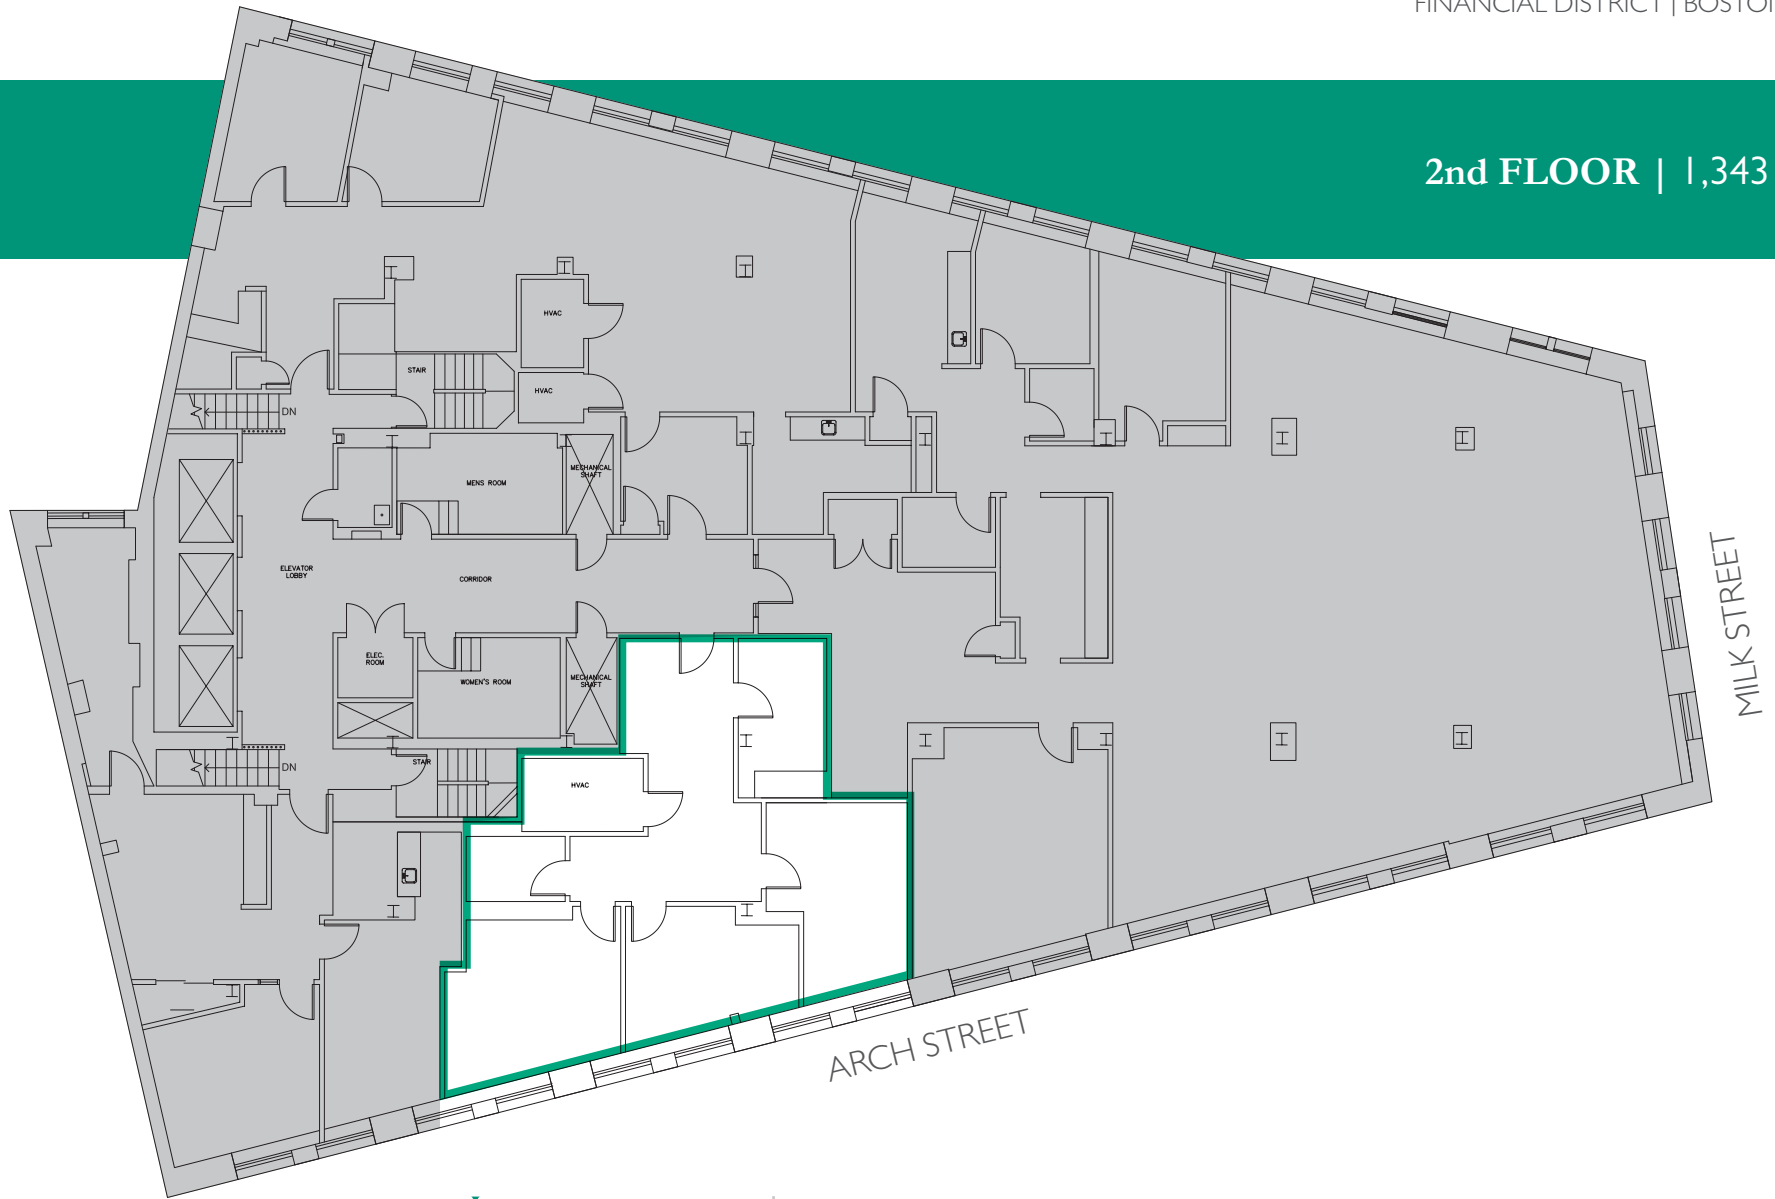 FINANCIAL DISTRICT | BOSTON
2nd FLOOR | 1,343
HVAC
STAIR
HVAC
DN
MECHANICAL
SHAFT
MENS ROOM
ELEVATOR
LOBBY
CORRIDOR
ELEC.
ROOM
WOMEN'S ROOM
MECHANICAL
SHAFT
STAIR
DN
HVAC
MILK STREET
ARCH STREET